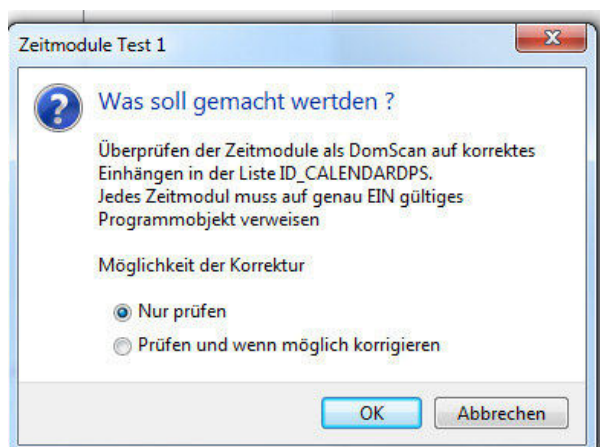 Zeitmodule Test 1
Was soll gemacht wertden ?
Überprüfen der Zeitmodule als DomScan auf korrektes
Einhängen in der Liste ID_CALENDARDPS.
Jedes Zeitmodul muss auf genau EIN gültiges
Programmobjekt verweisen
Möglichkeit der Korrektur
Nur prüfen
Prüfen und wenn möglich korrigieren
OK
Abbrechen